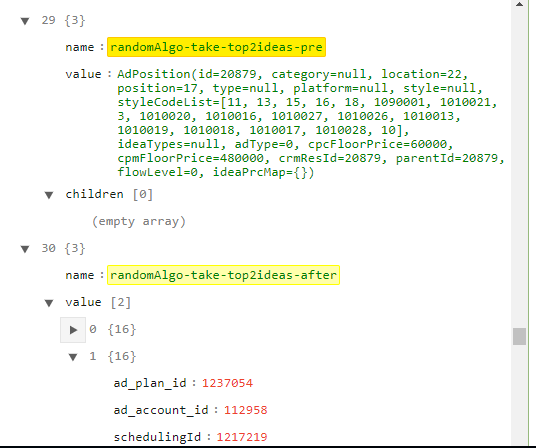 29 {3}
name : randomAlgo-take-top2ideas-pre
value : AdPosition(id=20879, category=null, location=22,
position=17, type=null, platform=null, style=null,
styleCodeList=[11, 13, 15, 16, 18, 1090001, 1010021,
3, 1010020, 1010016, 1010027, 1010026, 1010013,
1010019, 1010018, 1010017, 1010028, 10],
ideaTypes=null, adType=0, cpcFloorPrice=60000,
cpmFloorPrice=480000, crmResId=20879, parentId=20879,
flowLevel=0, ideaPrcMap={})
children [0]
(empty array)
30 {3}
name : randomAlgo-take-top2ideas-after
value [2]
0 {16}
1 {16}
ad_plan_id : 1237054
ad_account_id : 112958
schedulingId : 1217219